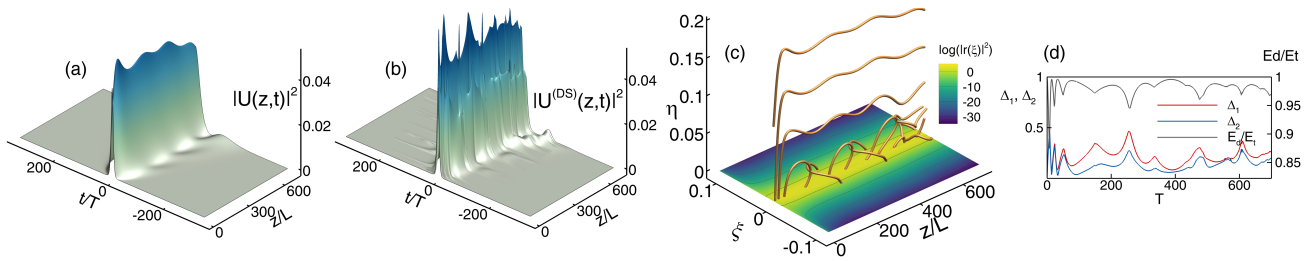 (a)
|U(z,t)|²
0.04
0.02
0
200
0
-200
t/T
0
300
600
z/L
(b)
|U⁽ᴰˢ⁾(z,t)|²
0.04
0.02
0
200
0
-200
t/T
0
300
600
z/L
(c)
η
0.2
0.15
0.1
0.05
0
0.1
0
-0.1
ξ
0
200
400
600
z/L
log(|r(ξ)|²)
0
-10
-20
-30
(d)
Ed/Et
Δ₁, Δ₂
1
0.5
1
0.95
0.9
0.85
Δ₁
Δ₂
E_d/E_t
0
200
400
600
T